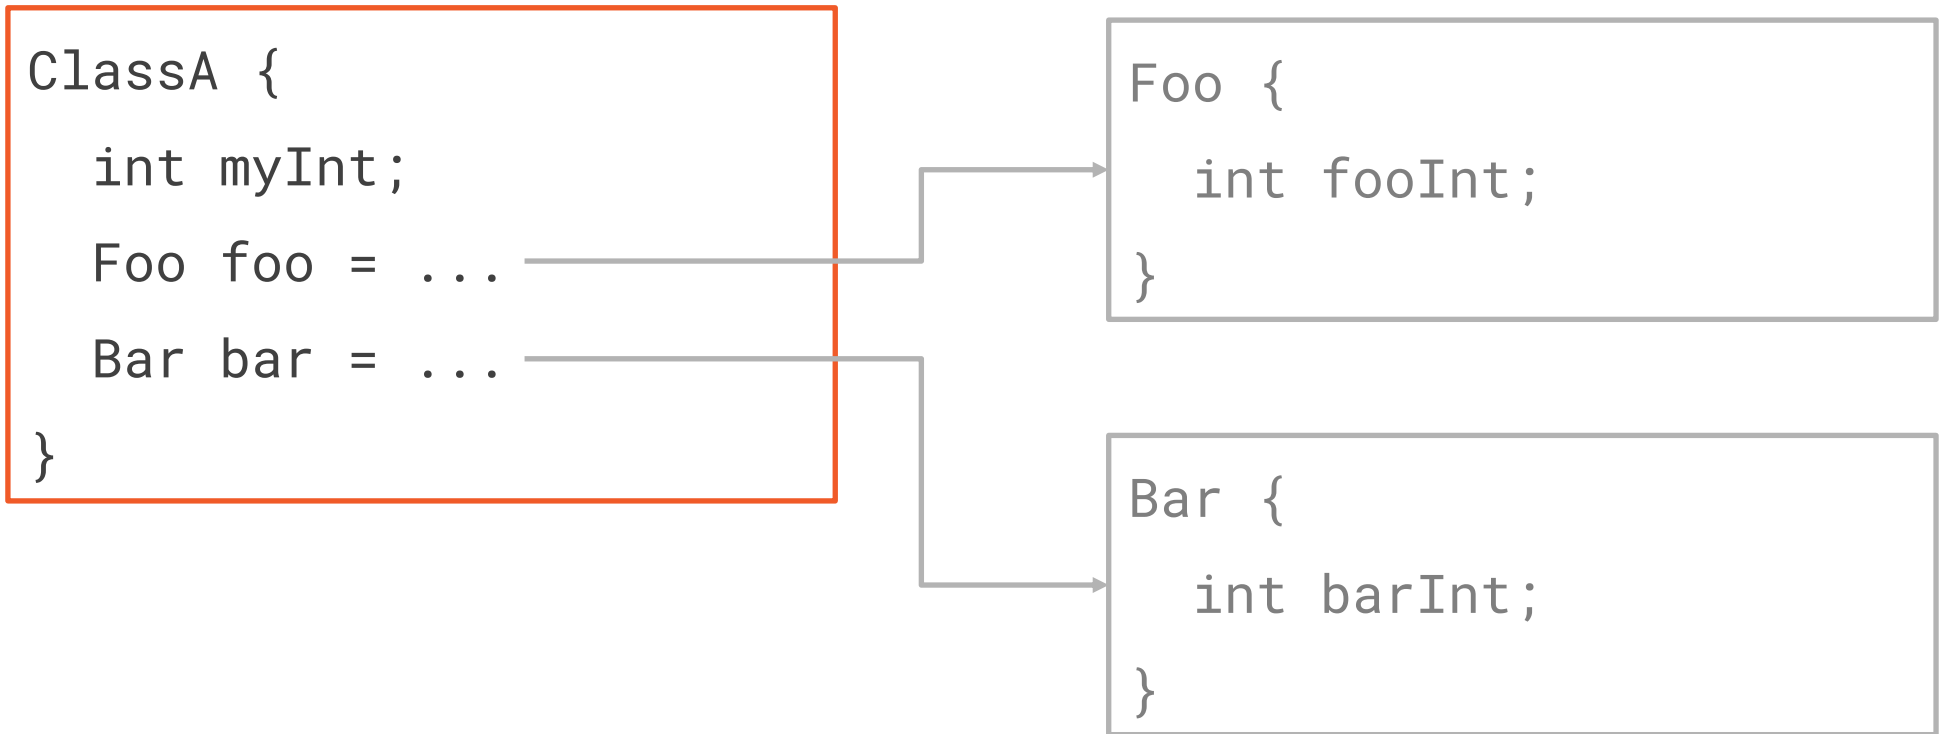 ClassA {
int myInt;
Foo foo = ...
Bar bar = ...
}
Foo {
int fooInt;
}
Bar {
int barInt;
}